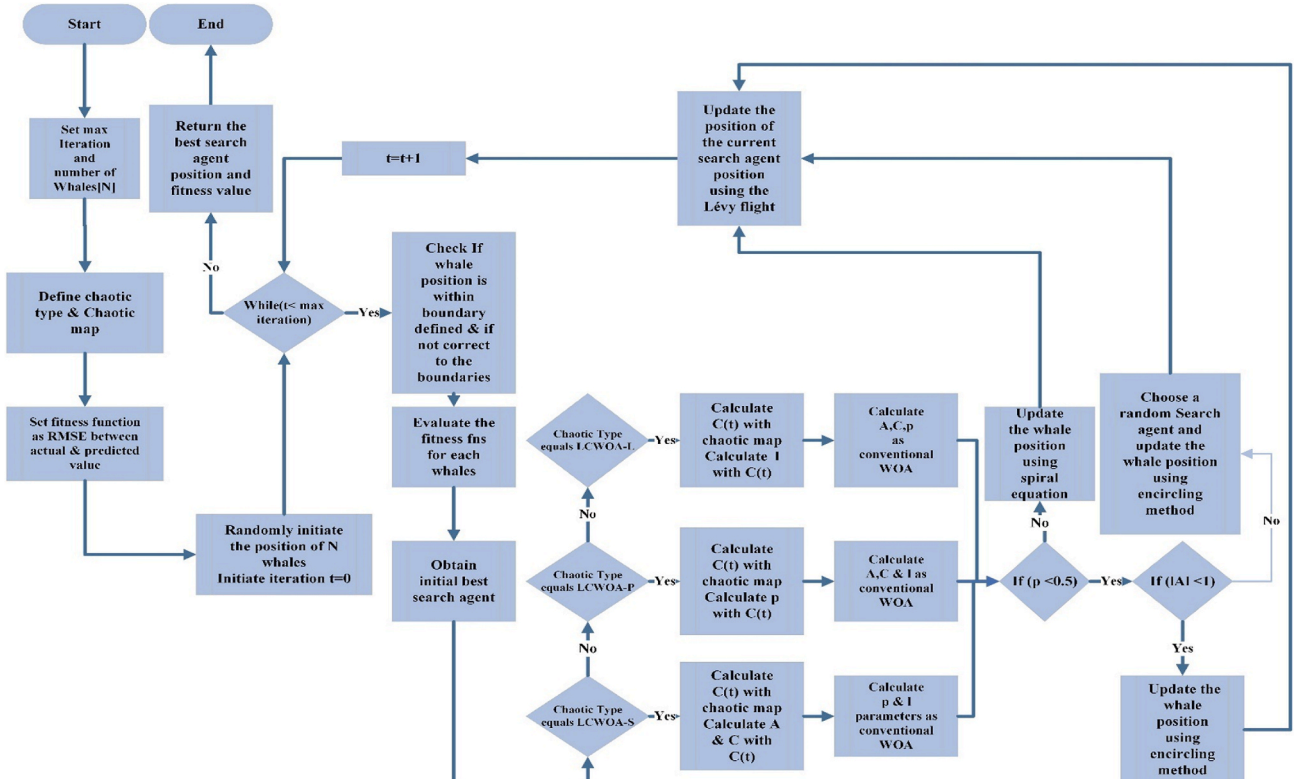 Start
End
Set max
Iteration
and
number of
Whales[N]
Return the
best search
agent
position and
fitness value
t=t+1
Update the
position of
the current
search agent
position
using the
Lévy flight
No
Define chaotic
type & Chaotic
map
While(t< max
iteration)
Yes
Check If
whale
position is
within
boundary
defined & if
not correct
to the
boundaries
Set fitness function
as RMSE between
actual & predicted
value
Randomly initiate
the position of N
whales
Initiate iteration t=0
Evaluate the
fitness fns
for each
whales
Obtain
initial best
search agent
Chaotic Type
equals LCWOA-L
Yes
Calculate
C(t) with
chaotic map
Calculate l
with C(t)
Calculate
A,C,p
as
conventional
WOA
No
Chaotic Type
equals LCWOA-P
Yes
Calculate
C(t) with
chaotic map
Calculate p
with C(t)
Calculate
A,C & l as
conventional
WOA
No
Chaotic Type
equals LCWOA-S
Yes
Calculate
C(t) with
chaotic map
Calculate A
& C with
C(t)
Calculate
p & l
parameters as
conventional
WOA
Update
the whale
position
using
spiral
equation
No
If (p <0.5)
Yes
If (|A| <1)
No
Choose a
random Search
agent and
update the
whale position
using
encircling
method
Yes
Update the
whale
position
using
encircling
method